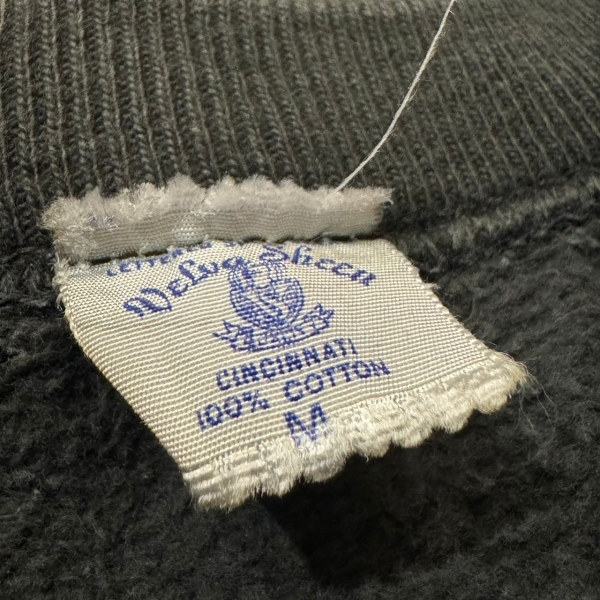 Velva Sheen
CINCINNATI
100% COTTON
M